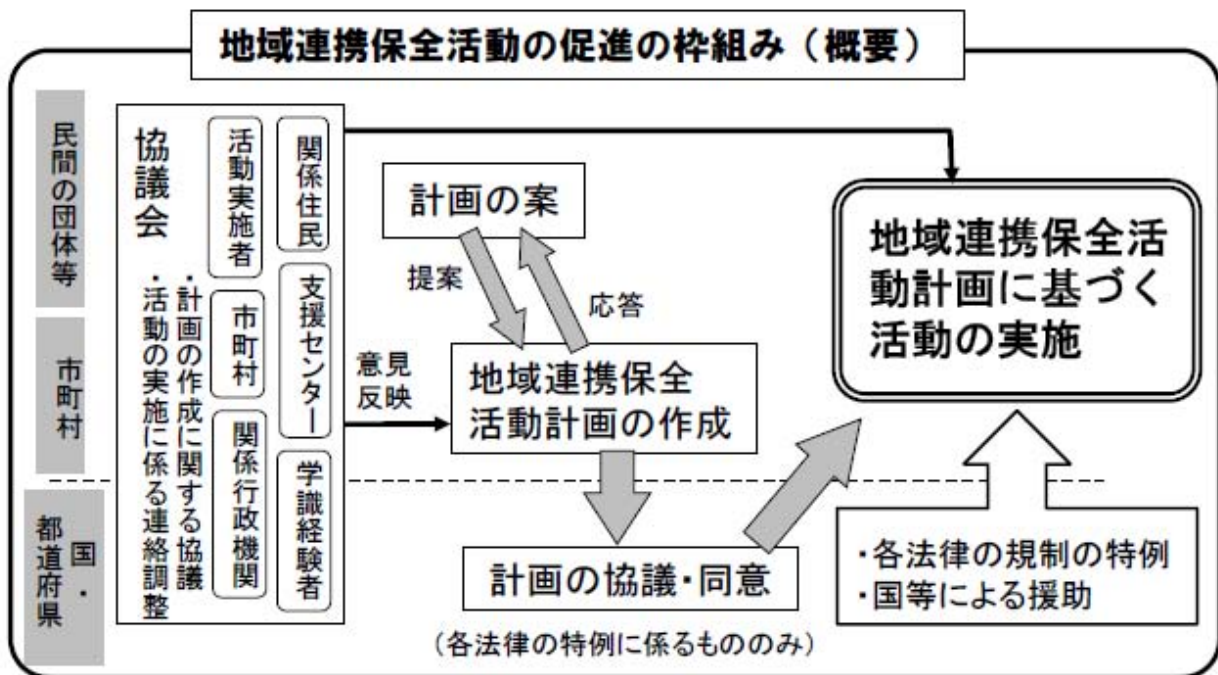 地域連携保全活動の促進の枠組み（概要）
民間の団体等
市町村
国・
都道府県
協議会
・計画の作成に関する協議
・活動の実施に係る連絡調整
活動実施者
市町村
関係行政機関
関係住民
支援センター
学識経験者
計画の案
提案
応答
意見
反映
地域連携保全
活動計画の作成
計画の協議・同意
（各法律の特例に係るもののみ）
地域連携保全活
動計画に基づく
活動の実施
・各法律の規制の特例
・国等による援助